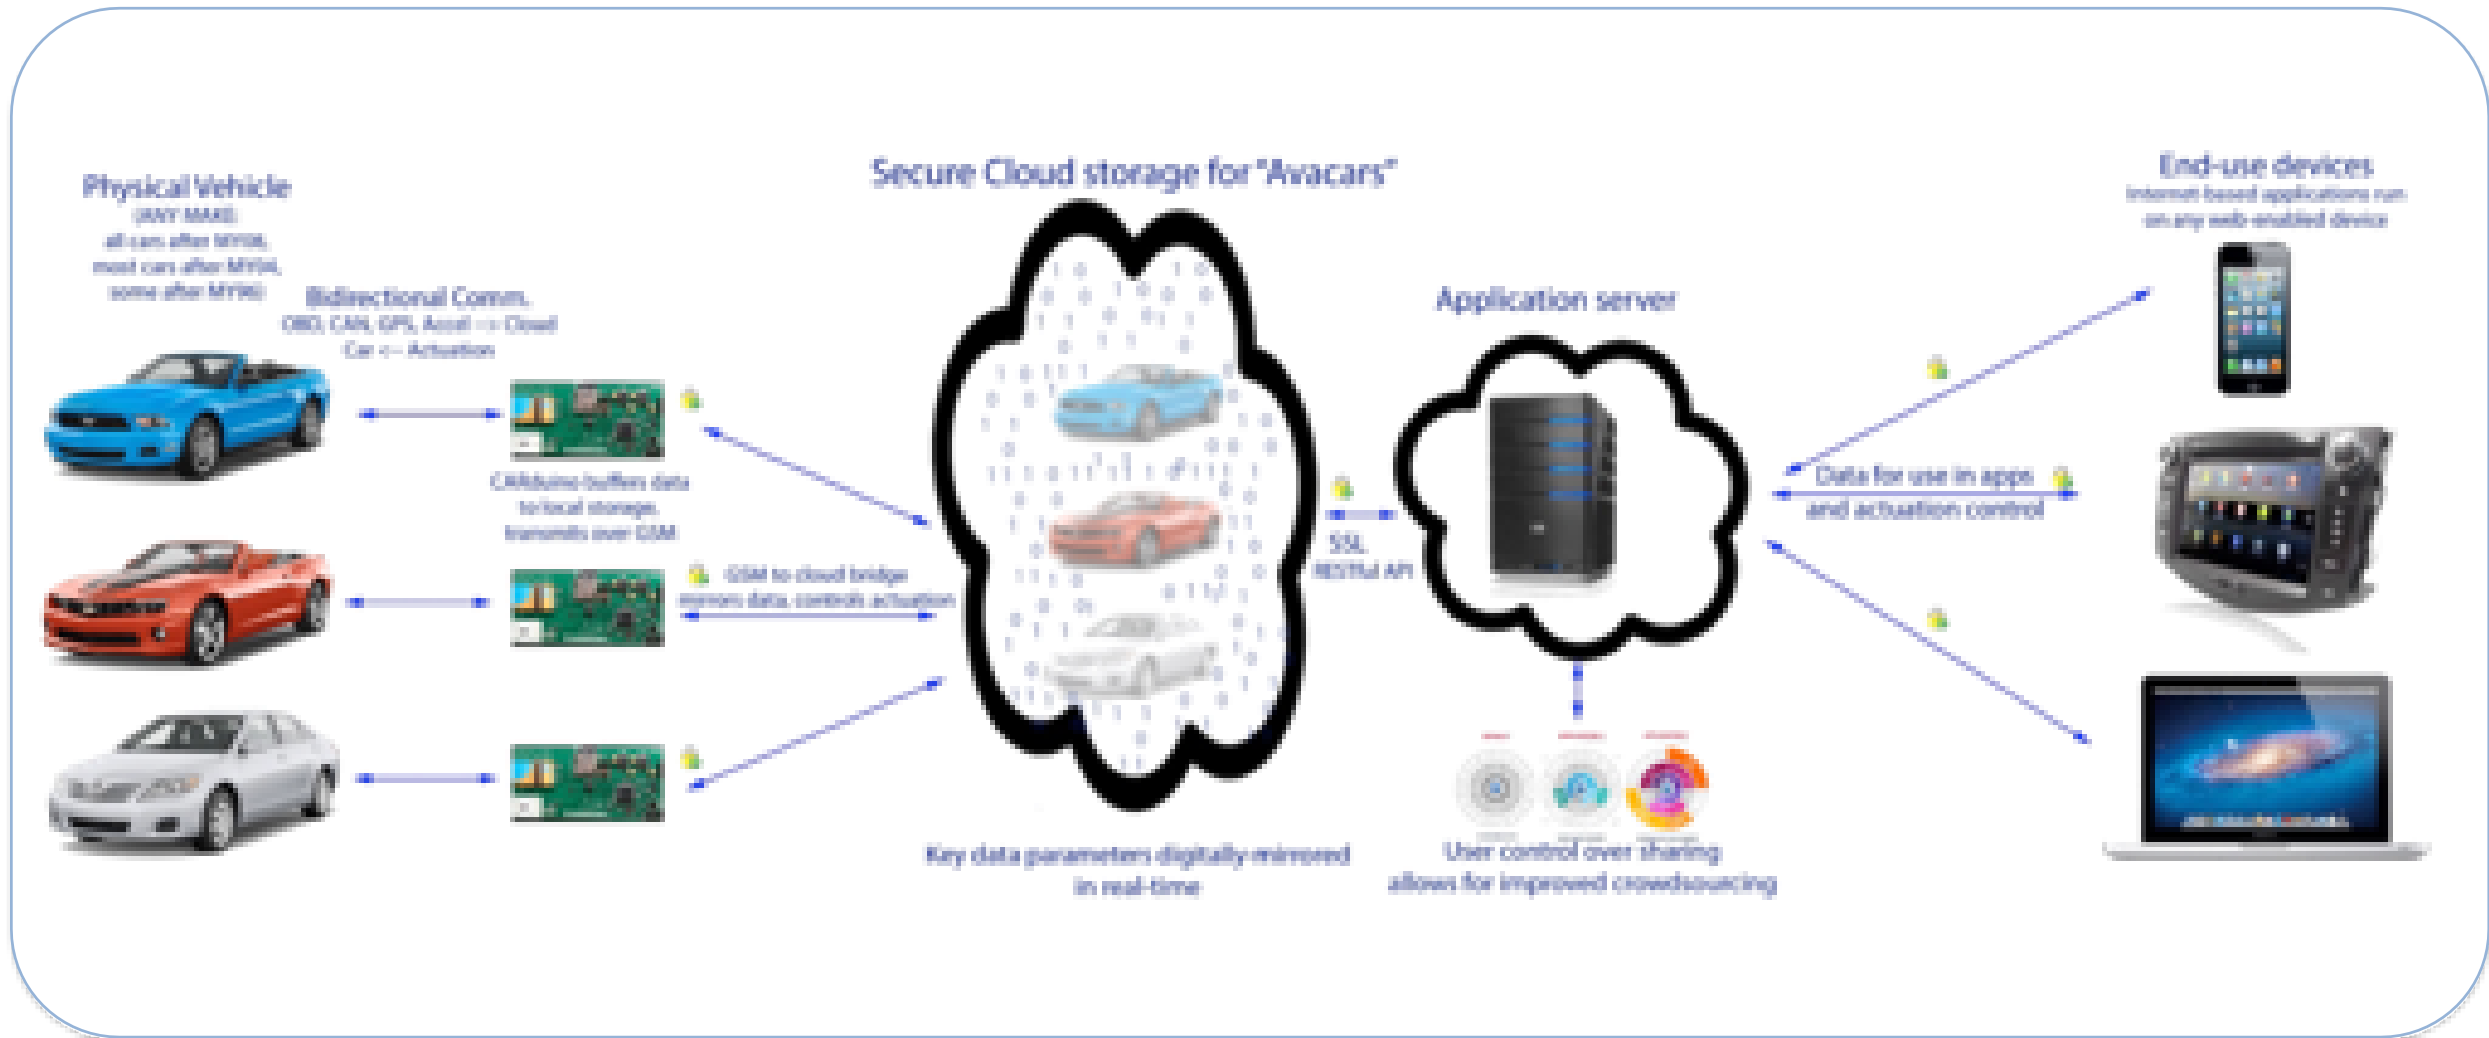 Physical Vehicle
(ANY MAKE:
all cars after MY08,
most cars after MY04,
some after MY96)
Bidirectional Comm.
OBD, CAN, GPS, Accel --> Cloud
Car <-- Actuation
CARduino buffers data
to local storage,
transmits over GSM
GSM to cloud bridge
mirrors data, controls actuation
Secure Cloud storage for "Avacars"
Key data parameters digitally mirrored
in real-time
SSL
RESTful API
Application server
User control over sharing
allows for improved crowdsourcing
Data for use in apps
and actuation control
End-use devices
Internet-based applications run
on any web-enabled device